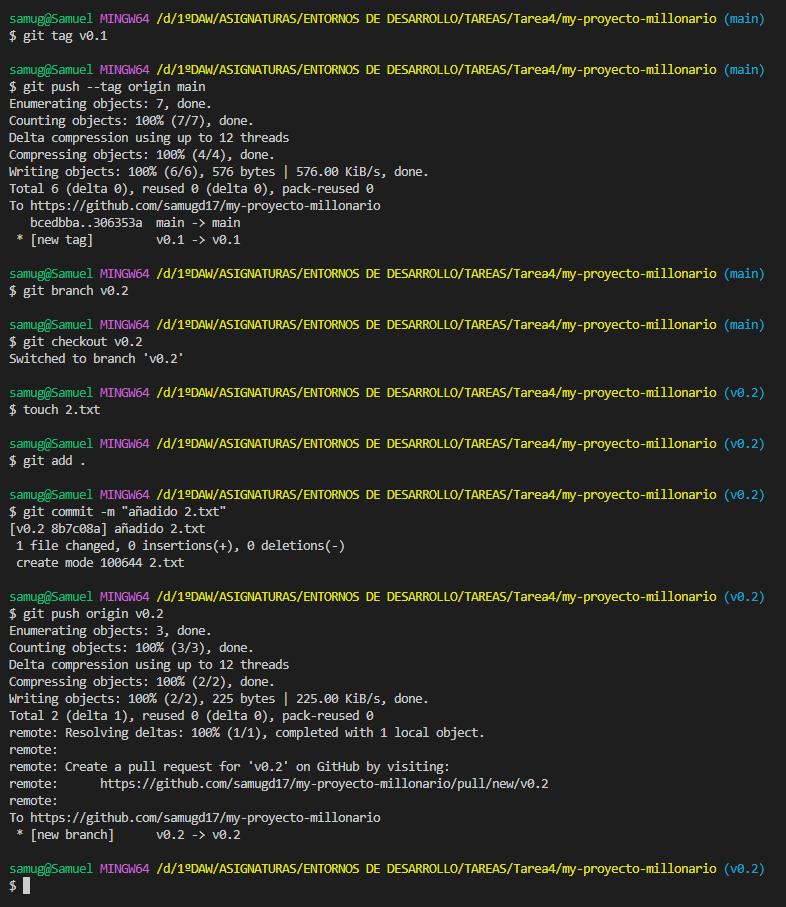 samug@Samuel MINGW64 /d/1ºDAW/ASIGNATURAS/ENTORNOS DE DESARROLLO/TAREAS/Tarea4/my-proyecto-millonario (main)
$ git tag v0.1
samug@Samuel MINGW64 /d/1ºDAW/ASIGNATURAS/ENTORNOS DE DESARROLLO/TAREAS/Tarea4/my-proyecto-millonario (main)
$ git push --tag origin main
Enumerating objects: 7, done.
Counting objects: 100% (7/7), done.
Delta compression using up to 12 threads
Compressing objects: 100% (4/4), done.
Writing objects: 100% (6/6), 576 bytes | 576.00 KiB/s, done.
Total 6 (delta 0), reused 0 (delta 0), pack-reused 0
To https://github.com/samugd17/my-proyecto-millonario
   bcedbba..306353a  main -> main
 * [new tag]         v0.1 -> v0.1
samug@Samuel MINGW64 /d/1ºDAW/ASIGNATURAS/ENTORNOS DE DESARROLLO/TAREAS/Tarea4/my-proyecto-millonario (main)
$ git branch v0.2
samug@Samuel MINGW64 /d/1ºDAW/ASIGNATURAS/ENTORNOS DE DESARROLLO/TAREAS/Tarea4/my-proyecto-millonario (main)
$ git checkout v0.2
Switched to branch 'v0.2'
samug@Samuel MINGW64 /d/1ºDAW/ASIGNATURAS/ENTORNOS DE DESARROLLO/TAREAS/Tarea4/my-proyecto-millonario (v0.2)
$ touch 2.txt
samug@Samuel MINGW64 /d/1ºDAW/ASIGNATURAS/ENTORNOS DE DESARROLLO/TAREAS/Tarea4/my-proyecto-millonario (v0.2)
$ git add .
samug@Samuel MINGW64 /d/1ºDAW/ASIGNATURAS/ENTORNOS DE DESARROLLO/TAREAS/Tarea4/my-proyecto-millonario (v0.2)
$ git commit -m "añadido 2.txt"
[v0.2 8b7c08a] añadido 2.txt
 1 file changed, 0 insertions(+), 0 deletions(-)
 create mode 100644 2.txt
samug@Samuel MINGW64 /d/1ºDAW/ASIGNATURAS/ENTORNOS DE DESARROLLO/TAREAS/Tarea4/my-proyecto-millonario (v0.2)
$ git push origin v0.2
Enumerating objects: 3, done.
Counting objects: 100% (3/3), done.
Delta compression using up to 12 threads
Compressing objects: 100% (2/2), done.
Writing objects: 100% (2/2), 225 bytes | 225.00 KiB/s, done.
Total 2 (delta 1), reused 0 (delta 0), pack-reused 0
remote: Resolving deltas: 100% (1/1), completed with 1 local object.
remote:
remote: Create a pull request for 'v0.2' on GitHub by visiting:
remote:      https://github.com/samugd17/my-proyecto-millonario/pull/new/v0.2
remote:
To https://github.com/samugd17/my-proyecto-millonario
 * [new branch]      v0.2 -> v0.2
samug@Samuel MINGW64 /d/1ºDAW/ASIGNATURAS/ENTORNOS DE DESARROLLO/TAREAS/Tarea4/my-proyecto-millonario (v0.2)
$